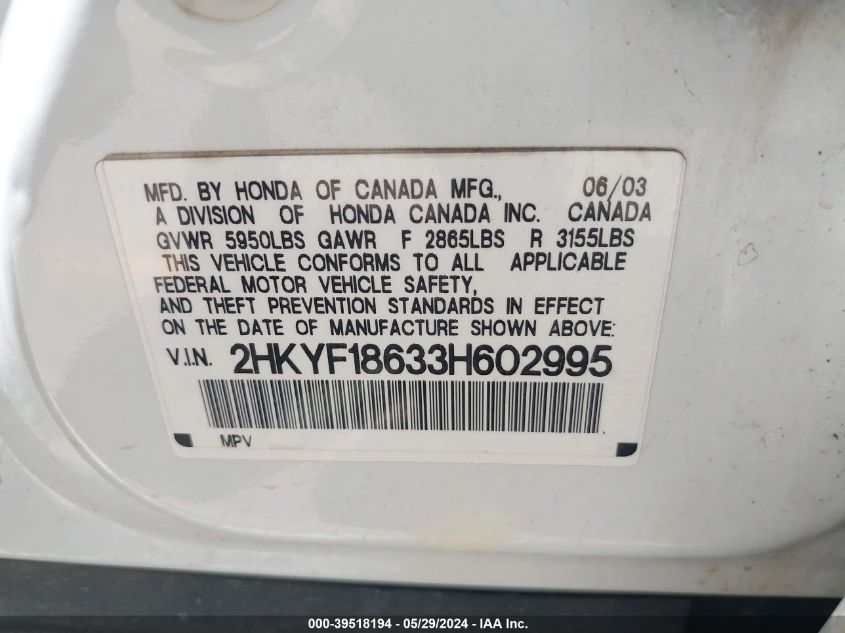 MFD. BY HONDA OF CANADA MFG., 06/03
A DIVISION OF HONDA CANADA INC. CANADA
GVWR 5950LBS GAWR F 2865LBS R 3155LBS
THIS VEHICLE CONFORMS TO ALL APPLICABLE
FEDERAL MOTOR VEHICLE SAFETY,
AND THEFT PREVENTION STANDARDS IN EFFECT
ON THE DATE OF MANUFACTURE SHOWN ABOVE:
V.I.N. 2HKYF18633H602995
MPV
000-39518194 - 05/29/2024 - IAA Inc.